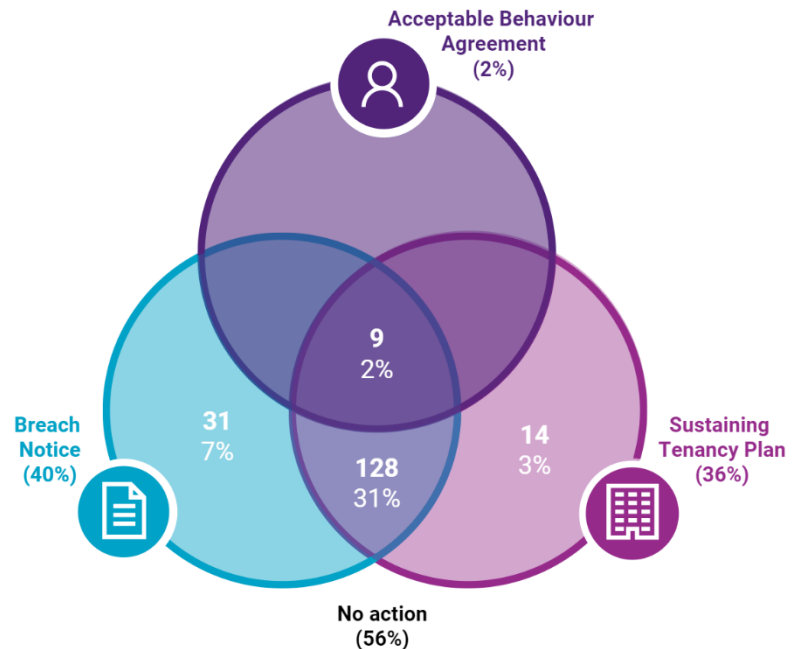 Acceptable Behaviour
Agreement
(2%)
9
2%
31
7%
128
31%
14
3%
Breach
Notice
(40%)
Sustaining
Tenancy Plan
(36%)
No action
(56%)